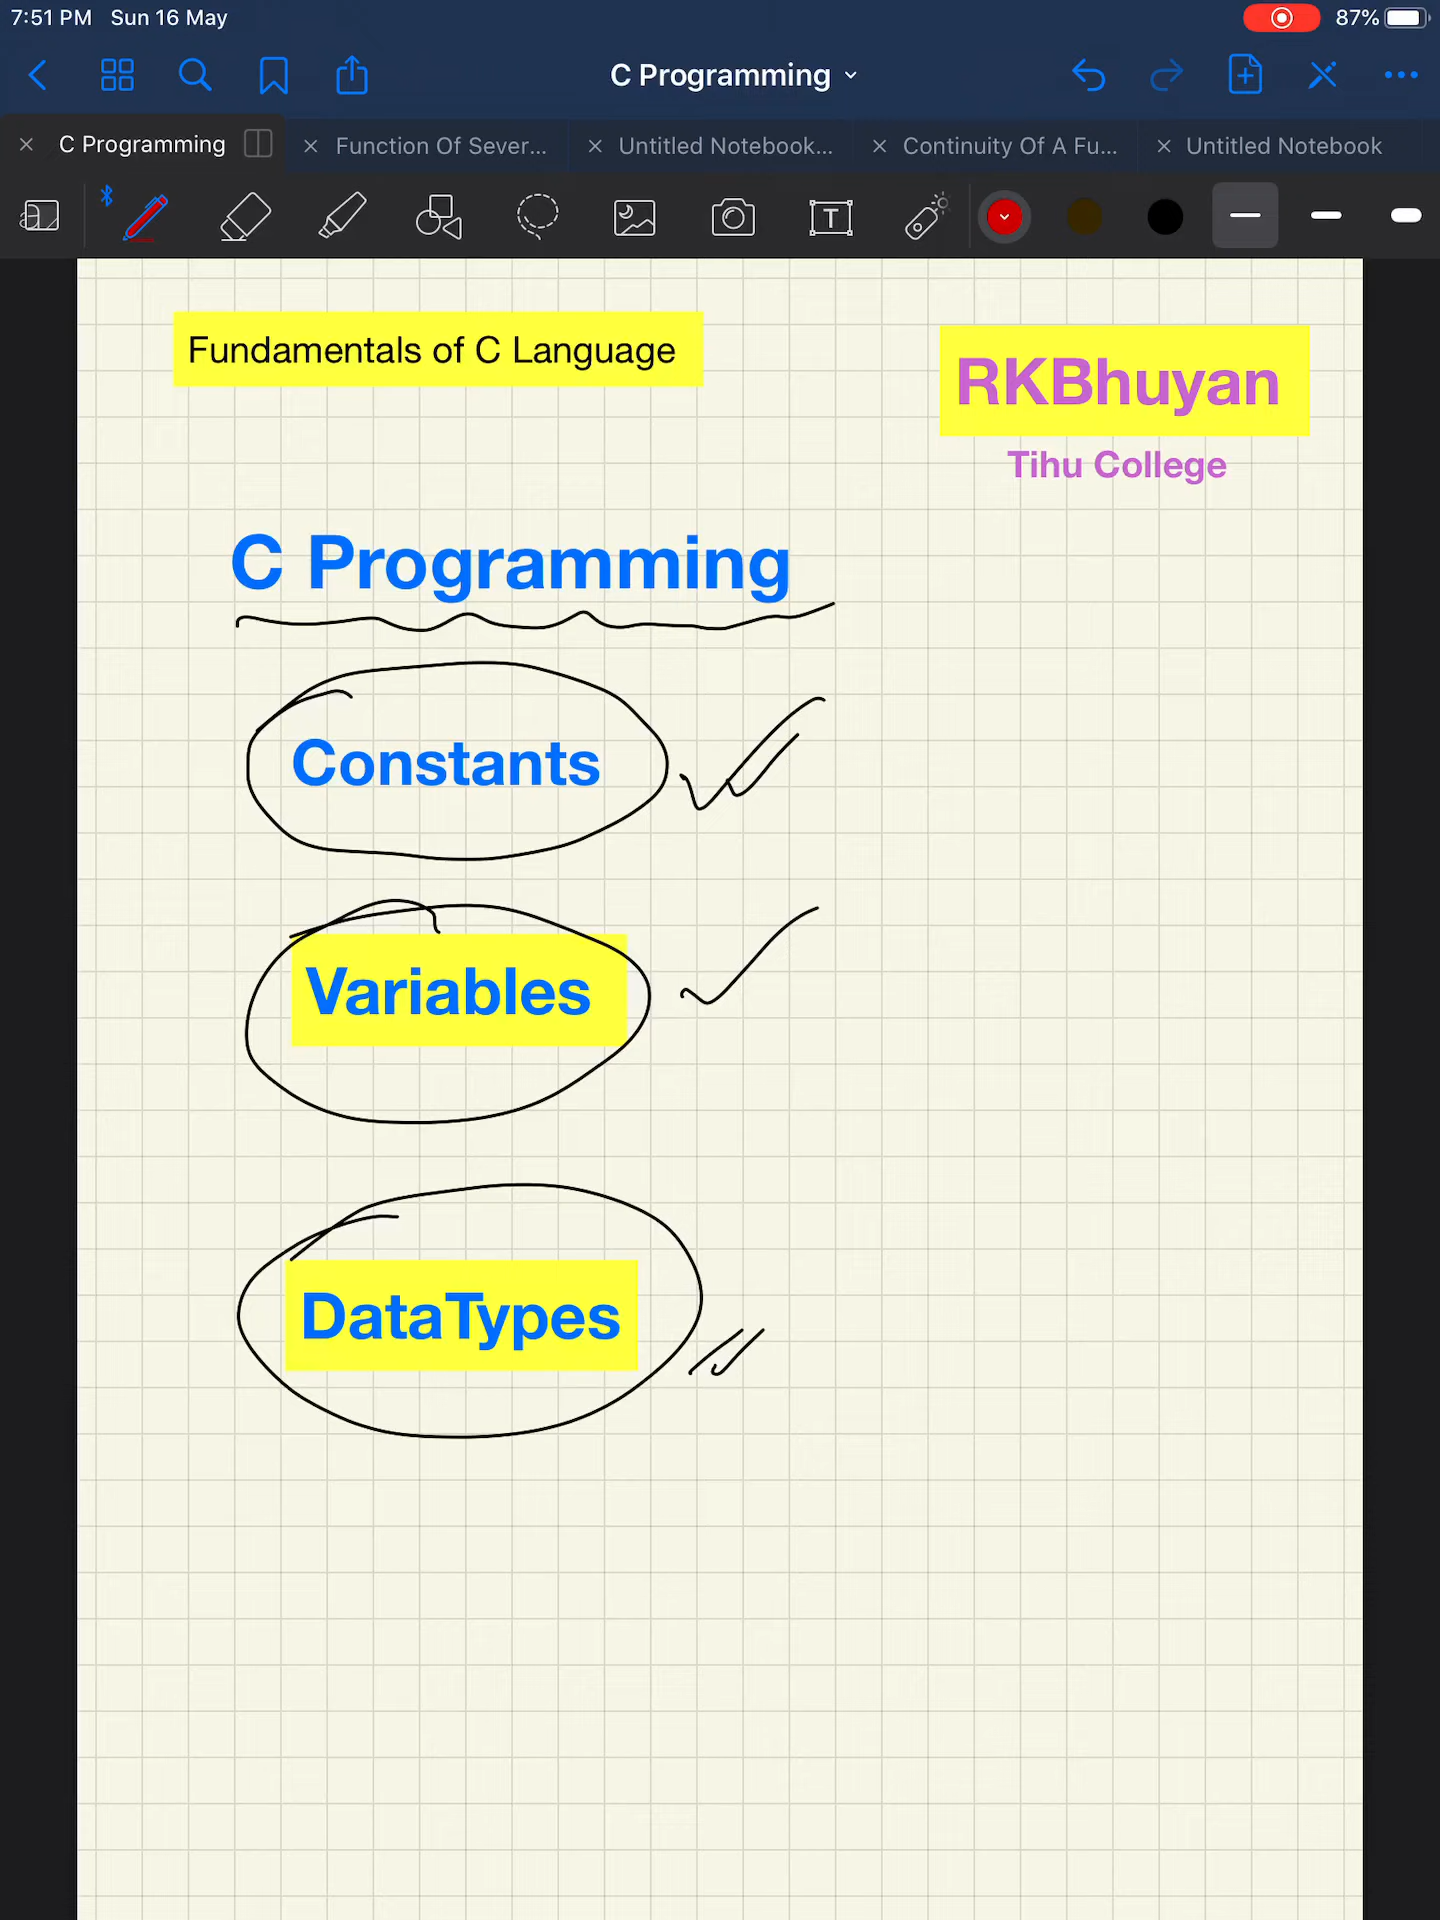 7:51 PM Sun 16 May 87%
C Programming
C Programming Function Of Sever... Untitled Notebook... Continuity Of A Fu... Untitled Notebook
Fundamentals of C Language
RKBhuyan
Tihu College
C Programming
Constants
Variables
DataTypes